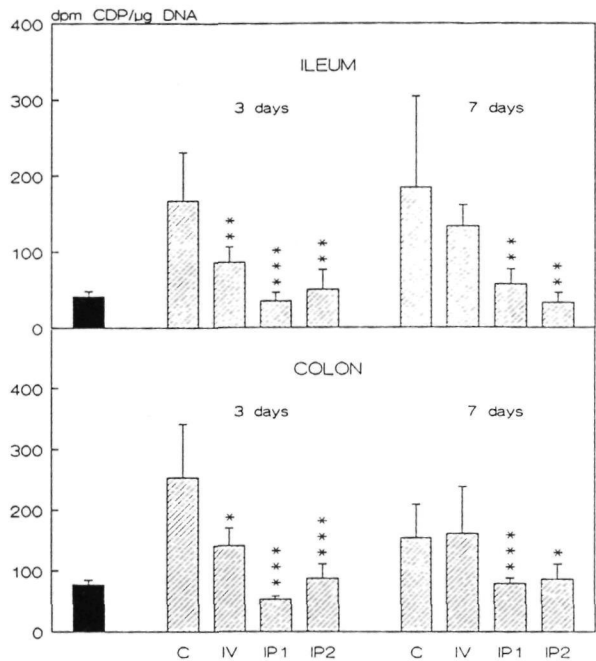 dpm CDP/µg DNA
400
ILEUM
3 days 7 days
300
200
** *** ** ** **
100
0
COLON
400
3 days 7 days
300
200
* *** *** *** *
100
0
C IV IP1 IP2 C IV IP1 IP2